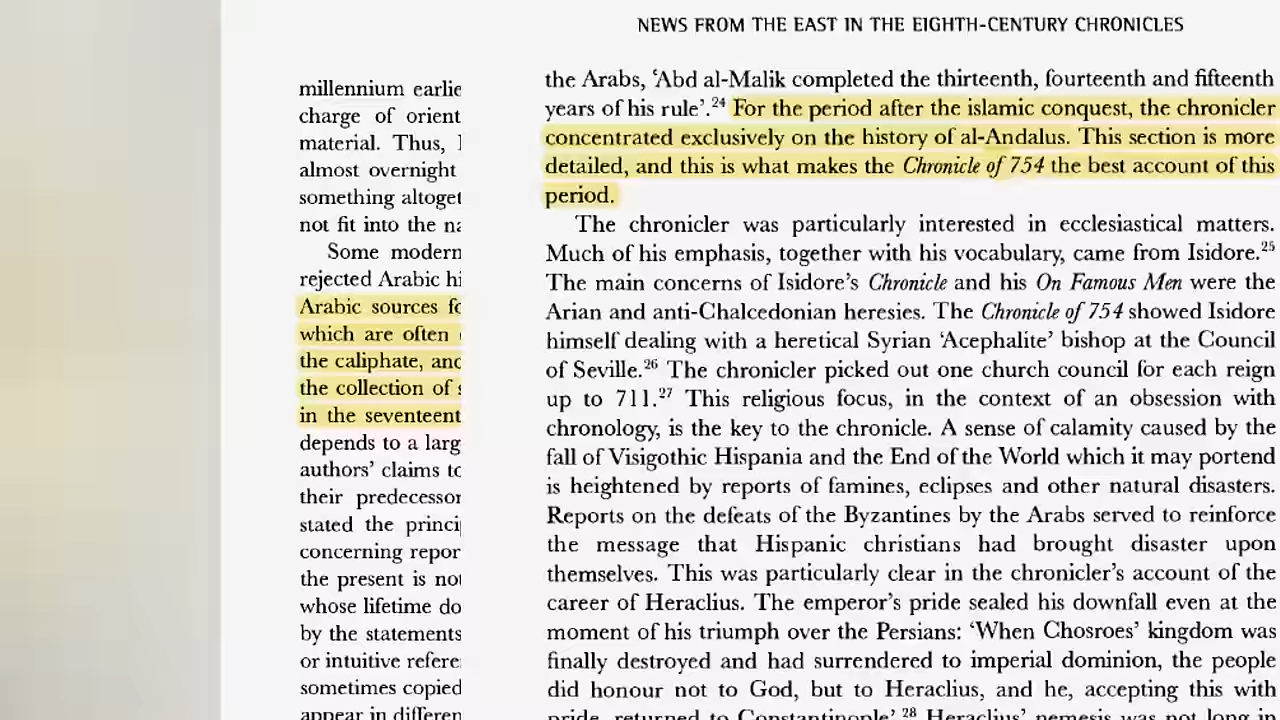 NEWS FROM THE EAST IN THE EIGHTH-CENTURY CHRONICLES
millennium earlie
charge of orient
material. Thus,
almost overnight
something altoget
not fit into the na
Some modern
rejected Arabic hi
Arabic sources fo
which are often
the caliphate, and
the collection of s
in the seventeent
depends to a larg
authors’ claims to
their predecessor
stated the princip
concerning repor
the present is not
whose lifetime do
by the statements
or intuitive refere
sometimes copied
appear in differen
the Arabs, ‘Abd al-Malik completed the thirteenth, fourteenth and fifteenth
years of his rule’.24 For the period after the islamic conquest, the chronicler
concentrated exclusively on the history of al-Andalus. This section is more
detailed, and this is what makes the Chronicle of 754 the best account of this
period.
The chronicler was particularly interested in ecclesiastical matters.
Much of his emphasis, together with his vocabulary, came from Isidore.25
The main concerns of Isidore’s Chronicle and his On Famous Men were the
Arian and anti-Chalcedonian heresies. The Chronicle of 754 showed Isidore
himself dealing with a heretical Syrian ‘Acephalite’ bishop at the Council
of Seville.26 The chronicler picked out one church council for each reign
up to 711.27 This religious focus, in the context of an obsession with
chronology, is the key to the chronicle. A sense of calamity caused by the
fall of Visigothic Hispania and the End of the World which it may portend
is heightened by reports of famines, eclipses and other natural disasters.
Reports on the defeats of the Byzantines by the Arabs served to reinforce
the message that Hispanic christians had brought disaster upon
themselves. This was particularly clear in the chronicler’s account of the
career of Heraclius. The emperor’s pride sealed his downfall even at the
moment of his triumph over the Persians: ‘When Chosroes’ kingdom was
finally destroyed and had surrendered to imperial dominion, the people
did honour not to God, but to Heraclius, and he, accepting this with
pride, returned to Constantinople’.28 Heraclius’ nemesis was not long in